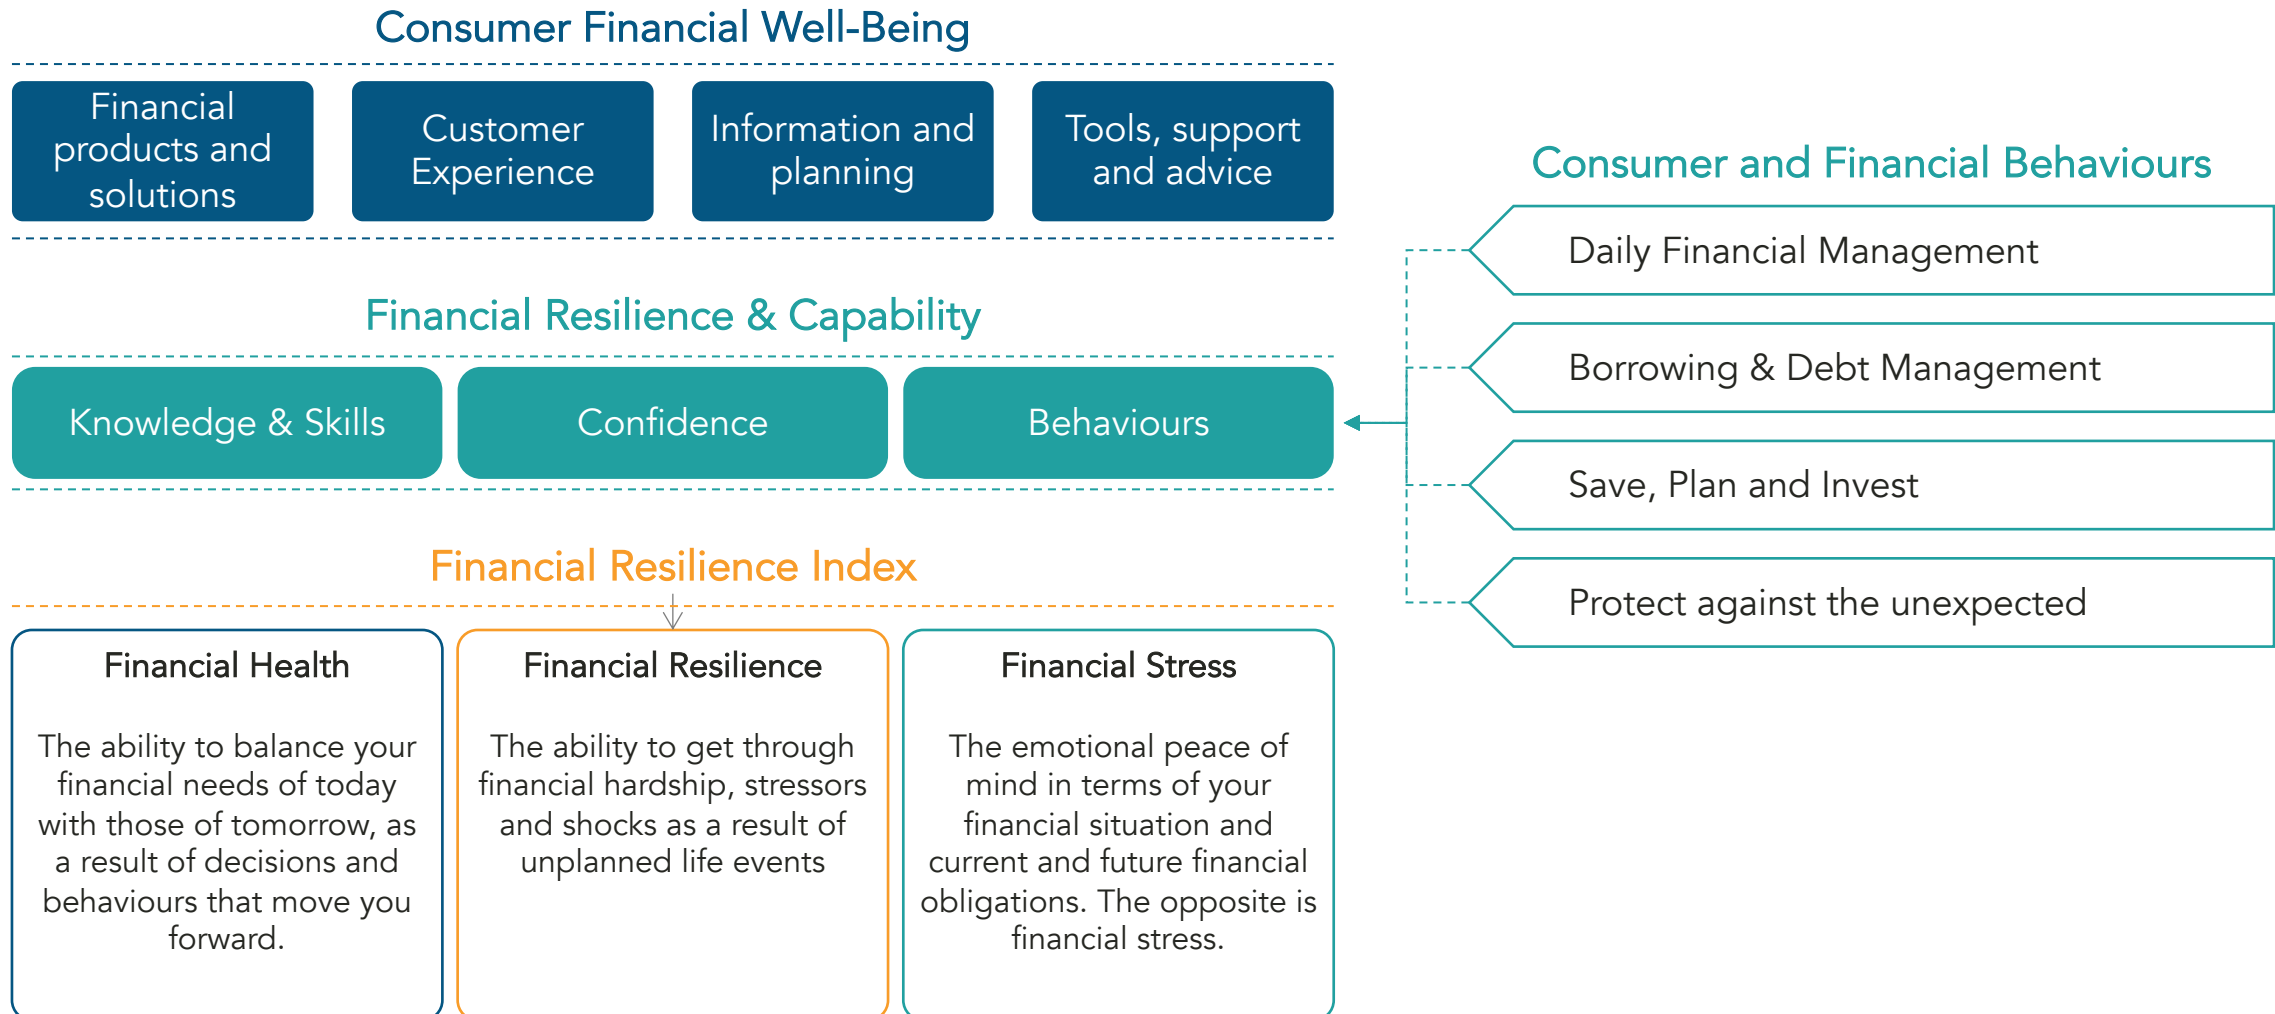 Consumer Financial Well-Being
Financial
products and
solutions
Customer
Experience
Information and
planning
Tools, support
and advice
Financial Resilience & Capability
Knowledge & Skills
Confidence
Behaviours
Consumer and Financial Behaviours
Daily Financial Management
Borrowing & Debt Management
Save, Plan and Invest
Protect against the unexpected
Financial Resilience Index
Financial Health
The ability to balance your
financial needs of today
with those of tomorrow, as
a result of decisions and
behaviours that move you
forward.
Financial Resilience
The ability to get through
financial hardship, stressors
and shocks as a result of
unplanned life events
Financial Stress
The emotional peace of
mind in terms of your
financial situation and
current and future financial
obligations. The opposite is
financial stress.